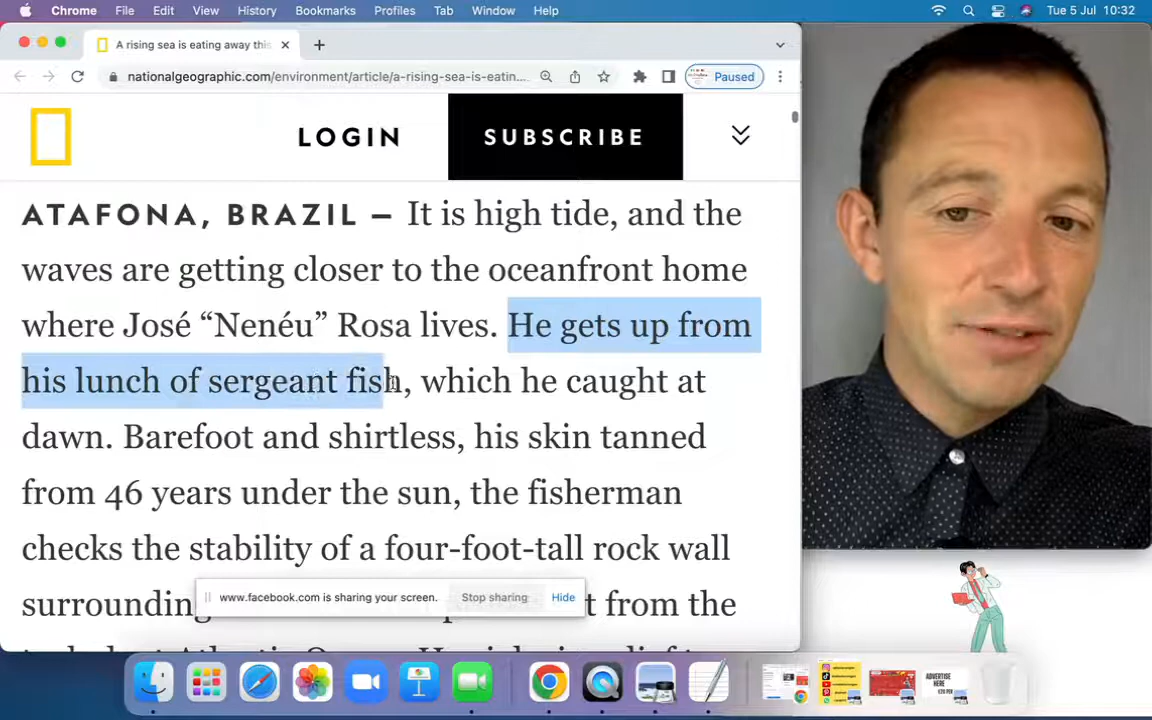 Chrome File Edit View History Bookmarks Profiles Tab Window Help Tue 5 Jul 10:32
A rising sea is eating away this
nationalgeographic.com/environment/article/a-rising-sea-is-eatin... Paused
LOGIN SUBSCRIBE
ATAFONA, BRAZIL – It is high tide, and the
waves are getting closer to the oceanfront home
where José “Nenéu” Rosa lives. He gets up from
his lunch of sergeant fish, which he caught at
dawn. Barefoot and shirtless, his skin tanned
from 46 years under the sun, the fisherman
checks the stability of a four-foot-tall rock wall
surrounding from the
www.facebook.com is sharing your screen. Stop sharing Hide
ADVERTISE
HERE